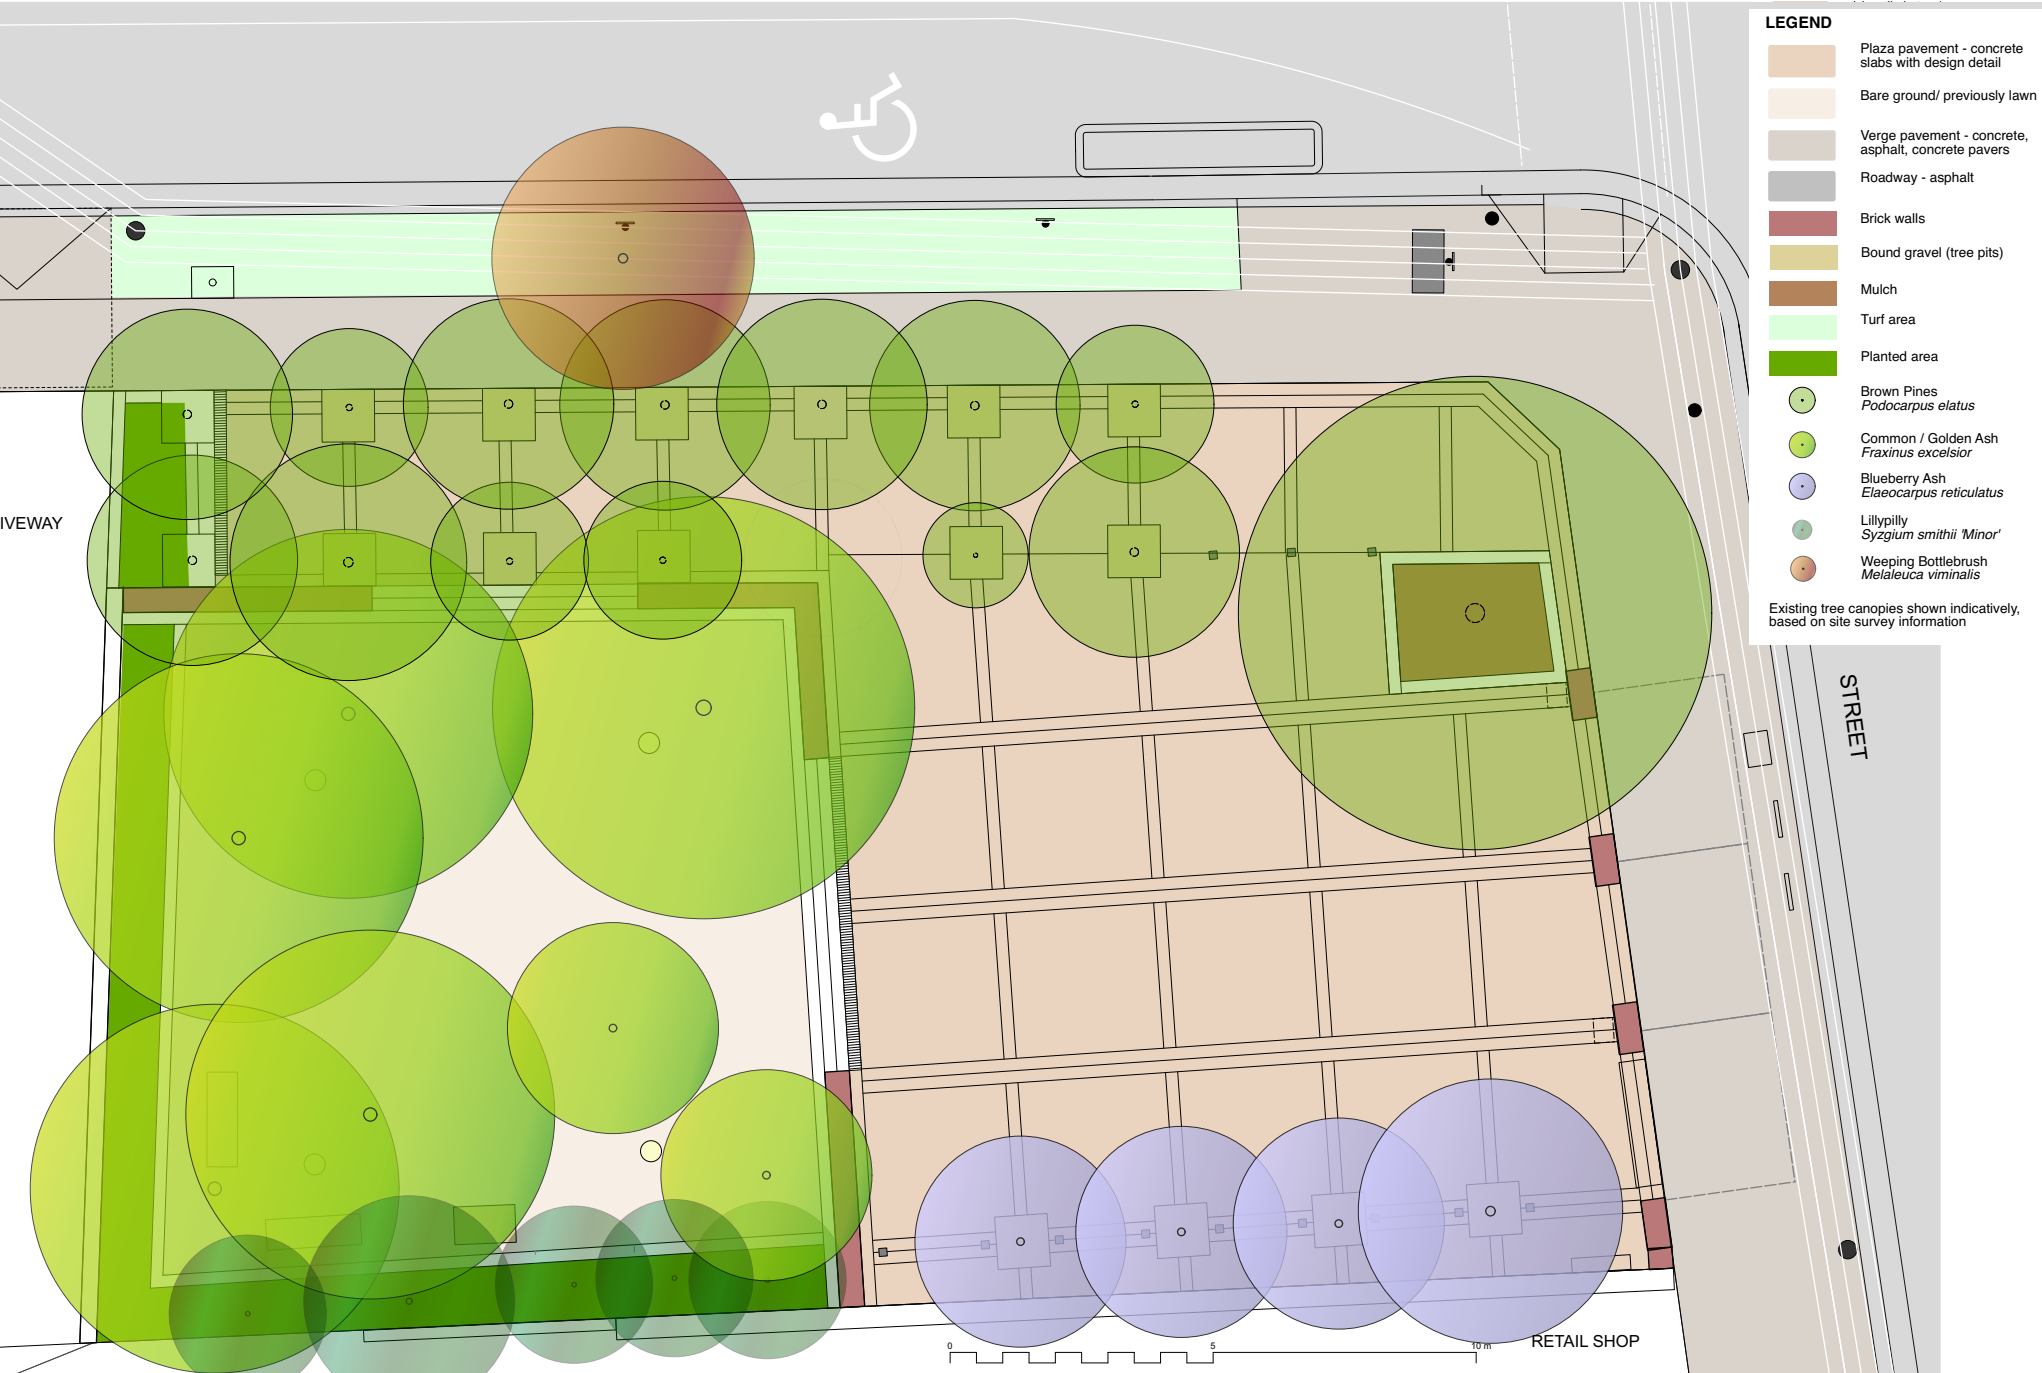 LEGEND
Plaza pavement - concrete
slabs with design detail
Bare ground/ previously lawn
Verge pavement - concrete,
asphalt, concrete pavers
Roadway - asphalt
Brick walls
Bound gravel (tree pits)
Mulch
Turf area
Planted area
Brown Pines
Podocarpus elatus
Common / Golden Ash
Fraxinus excelsior
Blueberry Ash
Elaeocarpus reticulatus
Lillypilly
Syzgium smithii 'Minor'
Weeping Bottlebrush
Melaleuca viminalis
Existing tree canopies shown indicatively,
based on site survey information
IVEWAY
STREET
RETAIL SHOP
0 5 10 m